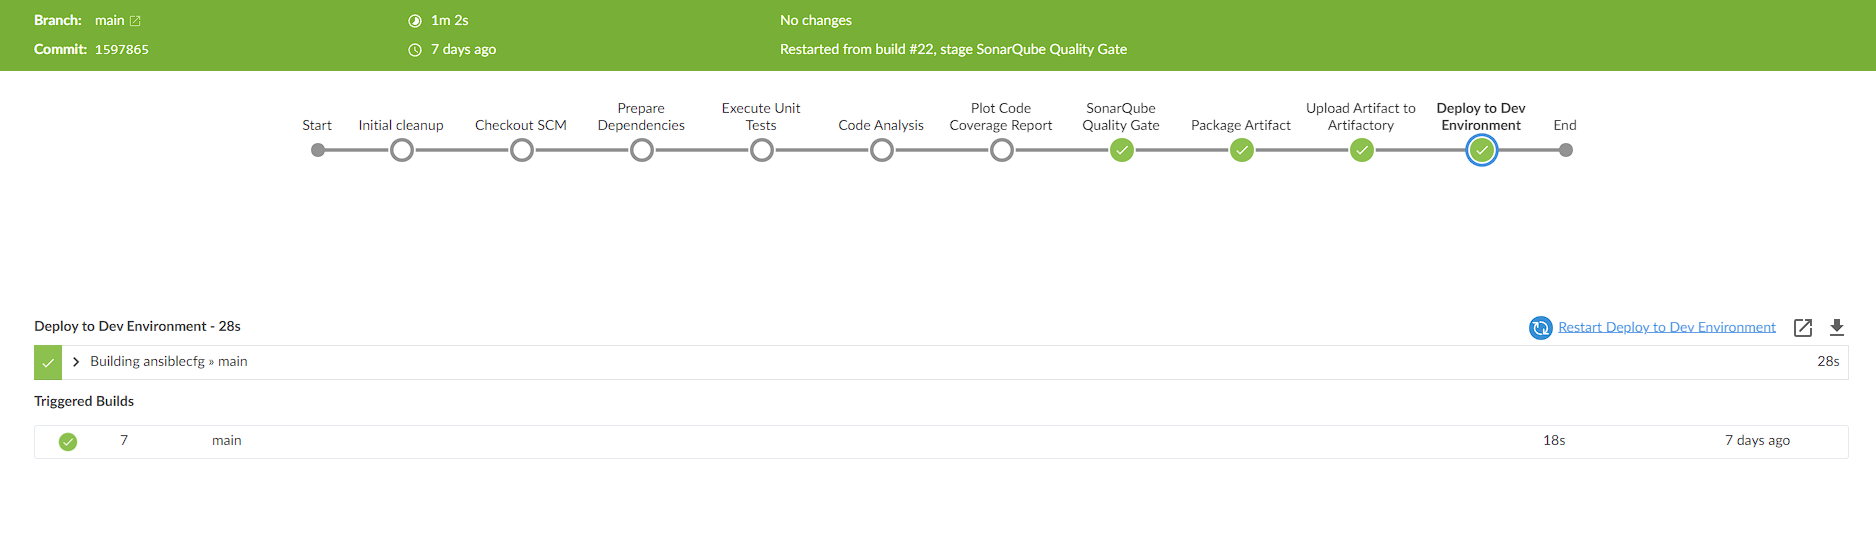 Branch: main
1m 2s
No changes
Commit: 1597865
7 days ago
Restarted from build #22, stage SonarQube Quality Gate
Start
Initial cleanup
Checkout SCM
Prepare
Dependencies
Execute Unit
Tests
Code Analysis
Plot Code
Coverage Report
SonarQube
Quality Gate
Package Artifact
Upload Artifact to
Artifactory
Deploy to Dev
Environment
End
Deploy to Dev Environment - 28s
Restart Deploy to Dev Environment
Building ansiblecfg » main
28s
Triggered Builds
7
main
18s
7 days ago